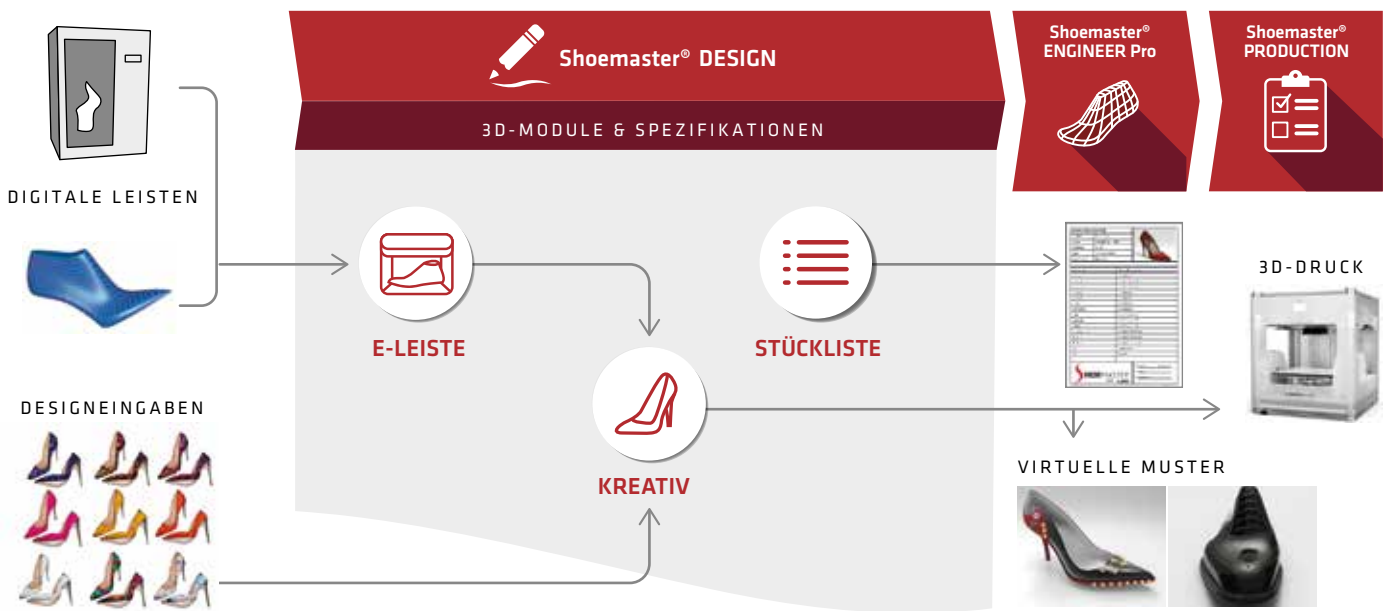 Shoemaster® DESIGN
3D-MODULE & SPEZIFIKATIONEN
Shoemaster®
ENGINEER Pro
Shoemaster®
PRODUCTION
DIGITALE LEISTEN
E-LEISTE
STÜCKLISTE
3D-DRUCK
DESIGNEINGABEN
KREATIV
VIRTUELLE MUSTER